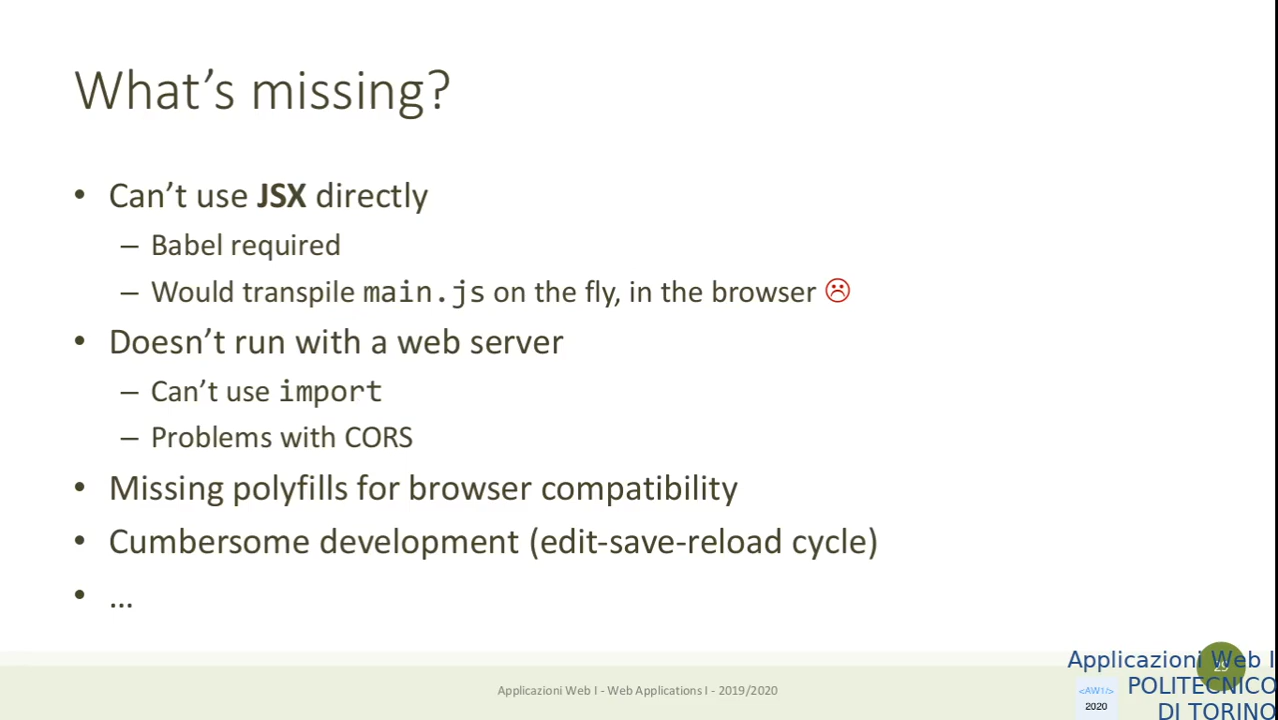 What’s missing?
• Can’t use JSX directly
– Babel required
– Would transpile main.js on the fly, in the browser ☹
• Doesn’t run with a web server
– Can’t use import
– Problems with CORS
• Missing polyfills for browser compatibility
• Cumbersome development (edit-save-reload cycle)
• …
Applicazioni Web I - Web Applications I - 2019/2020
Applicazioni Web I
POLITECNICO
DI TORINO
<AW1/>
2020